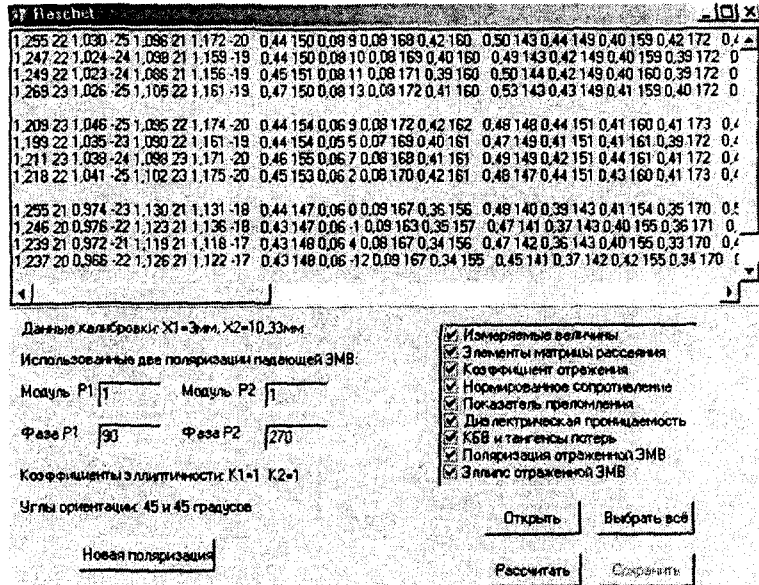 Raschet
1,255 22 1,030 -25 1,096 21 1,172 -20 0,44 150 0,08 9 0,08 168 0,42 160 0,50 143 0,44 149 0,40 159 0,42 172
1,247 22 1,024 -24 1,098 21 1,159 -19 0,44 150 0,08 10 0,08 169 0,40 160 0,49 143 0,42 149 0,40 159 0,39 172
1,249 22 1,023 -24 1,086 21 1,156 -19 0,45 151 0,08 11 0,08 171 0,39 160 0,50 144 0,42 149 0,40 160 0,39 172
1,269 23 1,026 -25 1,105 22 1,161 -19 0,47 150 0,08 13 0,08 172 0,41 160 0,53 143 0,43 149 0,41 159 0,40 172
1,209 23 1,046 -25 1,095 22 1,174 -20 0,44 154 0,06 9 0,08 172 0,42 162 0,48 148 0,44 151 0,41 160 0,41 173
1,199 22 1,035 -23 1,090 22 1,161 -19 0,44 154 0,05 5 0,07 169 0,40 161 0,47 149 0,41 151 0,41 161 0,39 172
1,211 23 1,038 -24 1,098 23 1,171 -20 0,46 155 0,06 7 0,08 168 0,41 161 0,49 149 0,42 151 0,44 161 0,41 172
1,218 22 1,041 -25 1,102 23 1,175 -20 0,45 153 0,06 2 0,08 170 0,42 161 0,48 147 0,44 151 0,43 160 0,41 173
1,255 21 0,974 -23 1,130 21 1,131 -18 0,44 147 0,06 0 0,09 167 0,36 156 0,48 140 0,39 143 0,41 154 0,35 170
1,246 20 0,976 -22 1,123 21 1,136 -18 0,43 147 0,06 -1 0,09 163 0,35 157 0,47 141 0,37 143 0,40 155 0,36 171
1,239 21 0,972 -21 1,119 21 1,118 -17 0,43 148 0,06 4 0,08 167 0,34 156 0,47 142 0,36 143 0,40 155 0,33 170
1,237 20 0,966 -22 1,126 21 1,122 -17 0,43 148 0,06 -12 0,09 167 0,34 155 0,45 141 0,37 142 0,42 155 0,34 170
Данные калибровки: X1=3мм, X2=10,33мм
Использованные две поляризации падающей ЭМВ:
Модуль P1 1 Модуль P2 1
Фаза P1 90 Фаза P2 270
Коэффициенты эллиптичности: K1=1 K2=1
Углы ориентации: 45 и 45 градусов
Новая поляризация
Измеряемые величины
Элементы матрицы рассеяния
Коэффициент отражения
Нормированное сопротивление
Показатель преломления
Диэлектрическая проницаемость
КБВ и тангенсы потерь
Поляризация отраженной ЭМВ
Эллипс отраженной ЭМВ
Открыть Выбрать всё
Рассчитать Сохранить